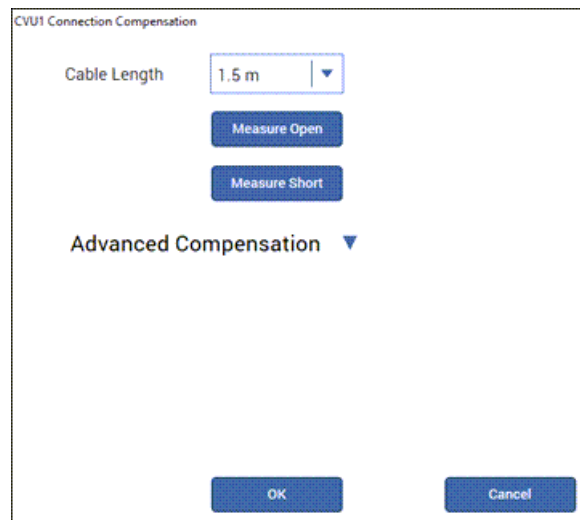 CVU1 Connection Compensation
Cable Length
1.5 m
Measure Open
Measure Short
Advanced Compensation
OK
Cancel